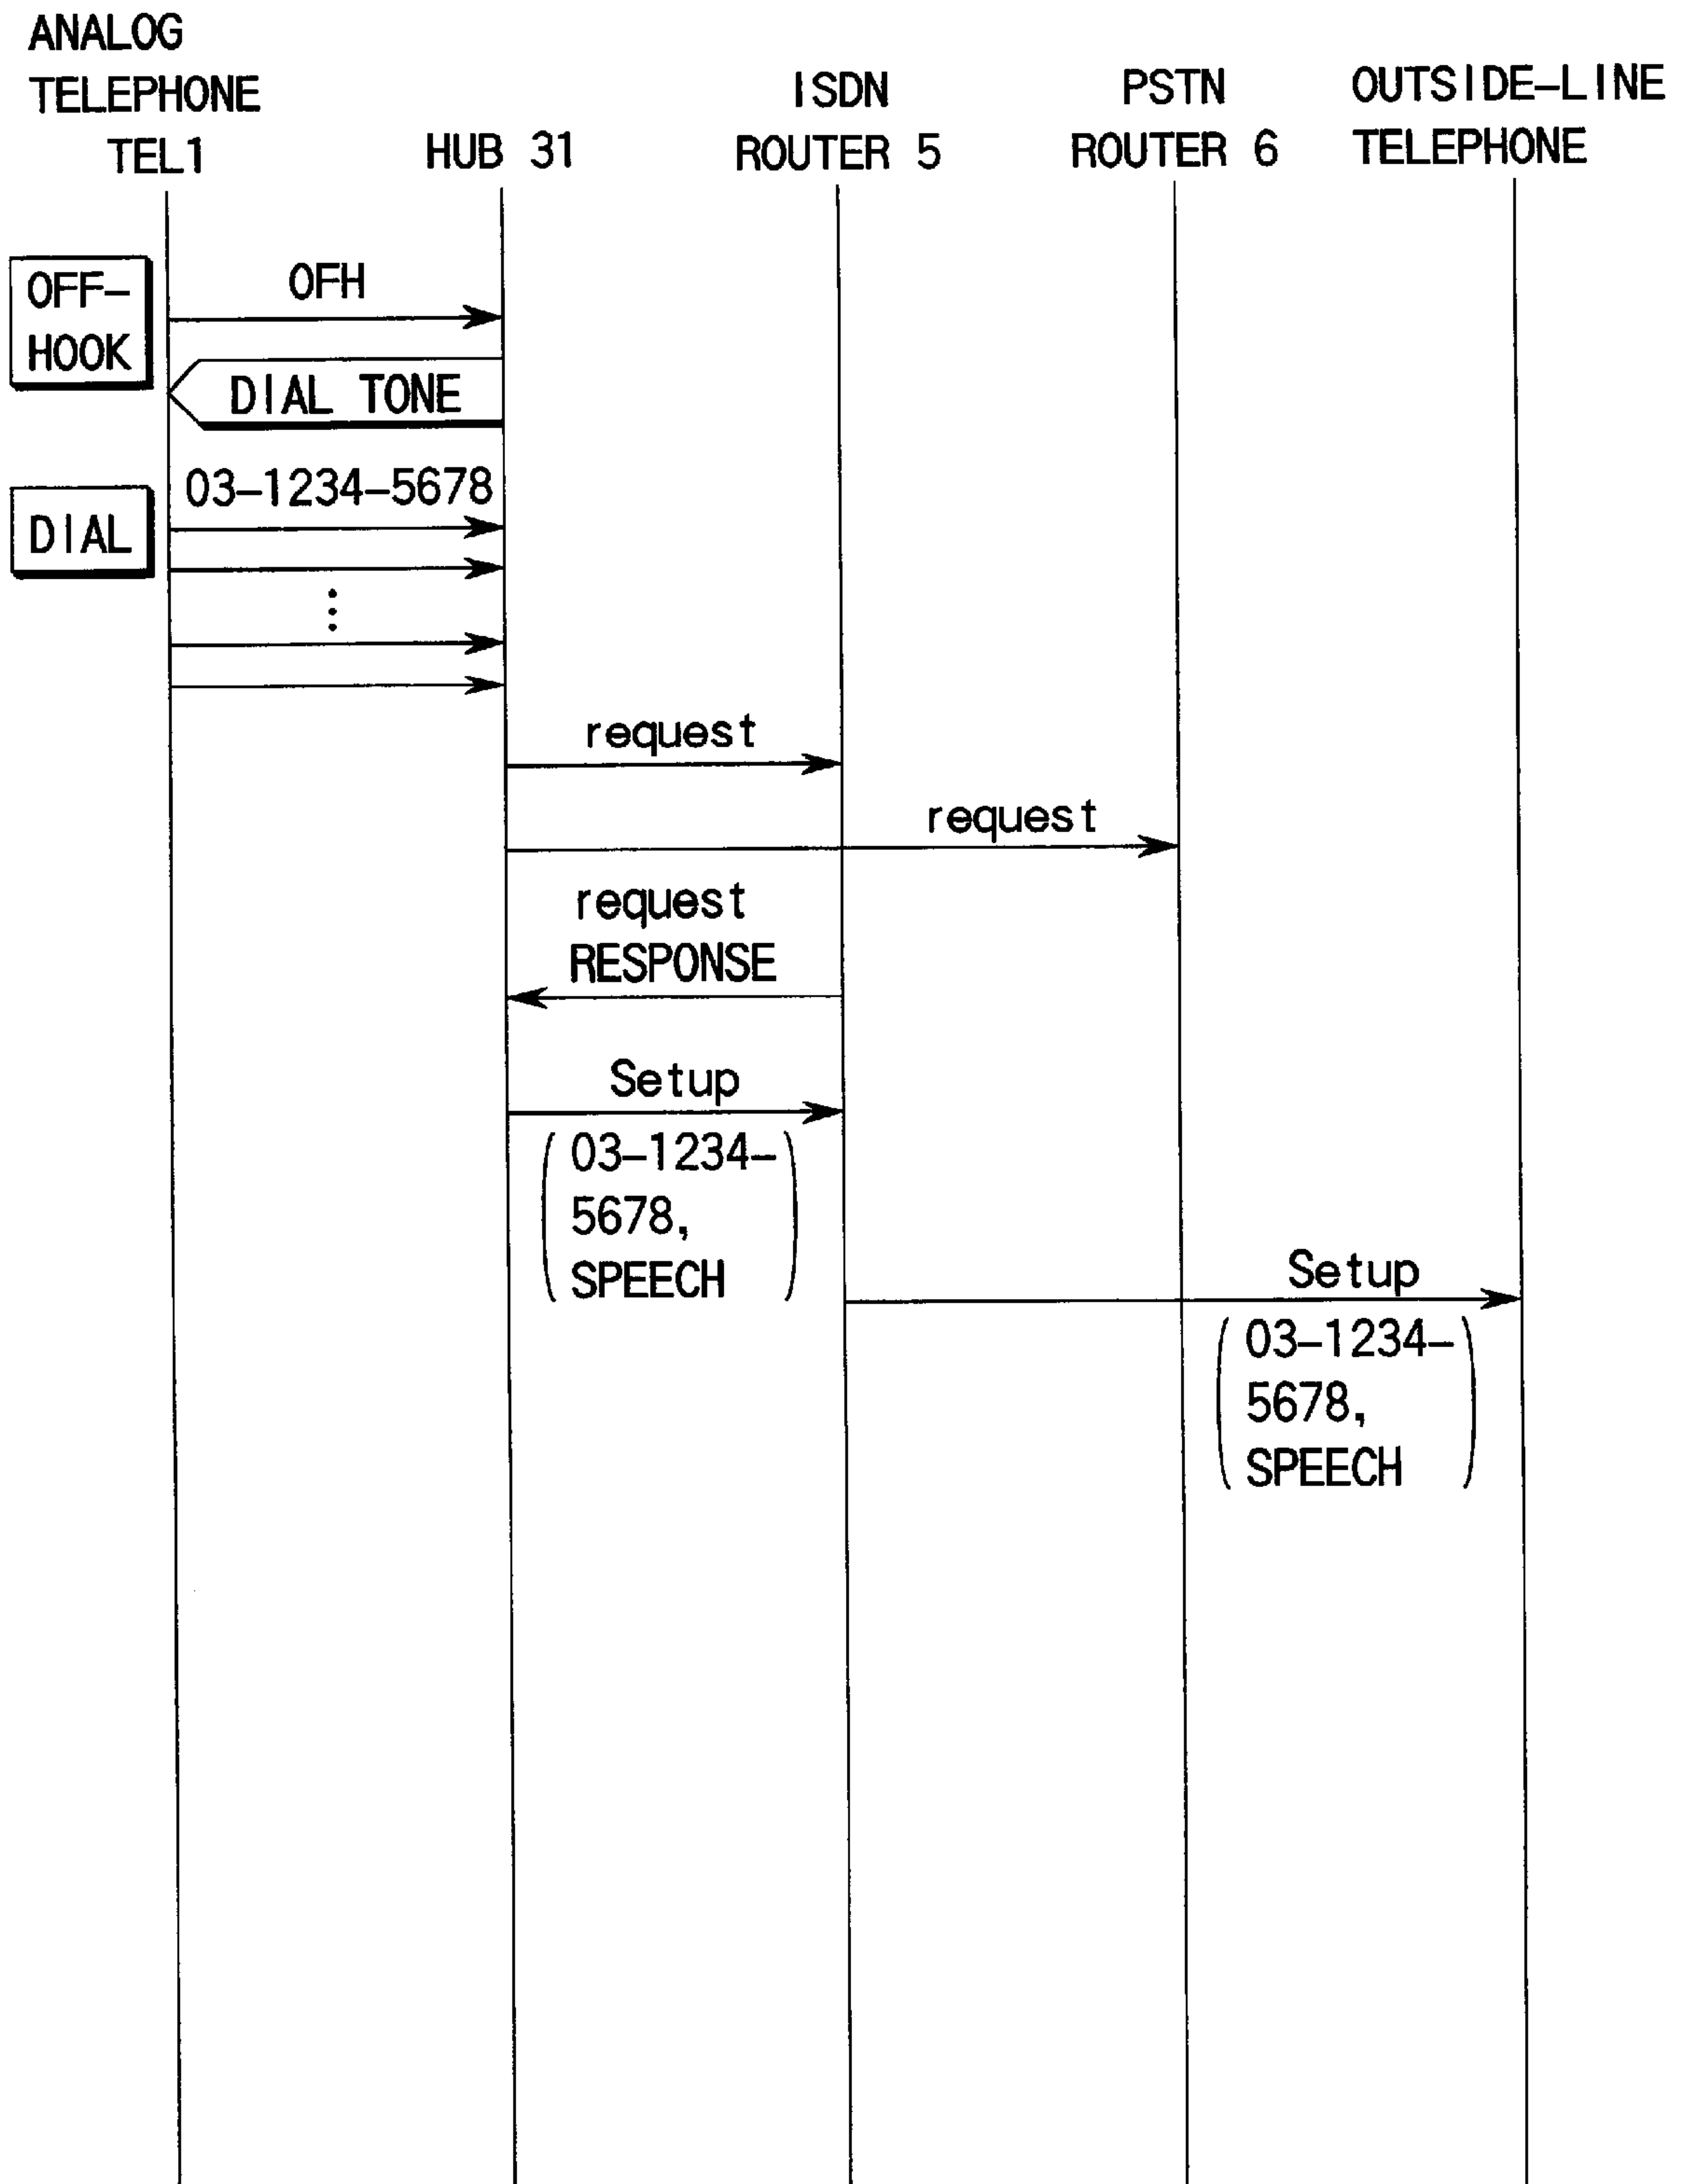 ANALOG
TELEPHONE
TEL1
HUB 31
ISDN
ROUTER 5
PSTN
ROUTER 6
OUTSIDE-LINE
TELEPHONE
OFF-
HOOK
OFH
DIAL TONE
DIAL
03-1234-5678
request
request
request
RESPONSE
Setup
(03-1234-
5678,
SPEECH)
Setup
(03-1234-
5678,
SPEECH)